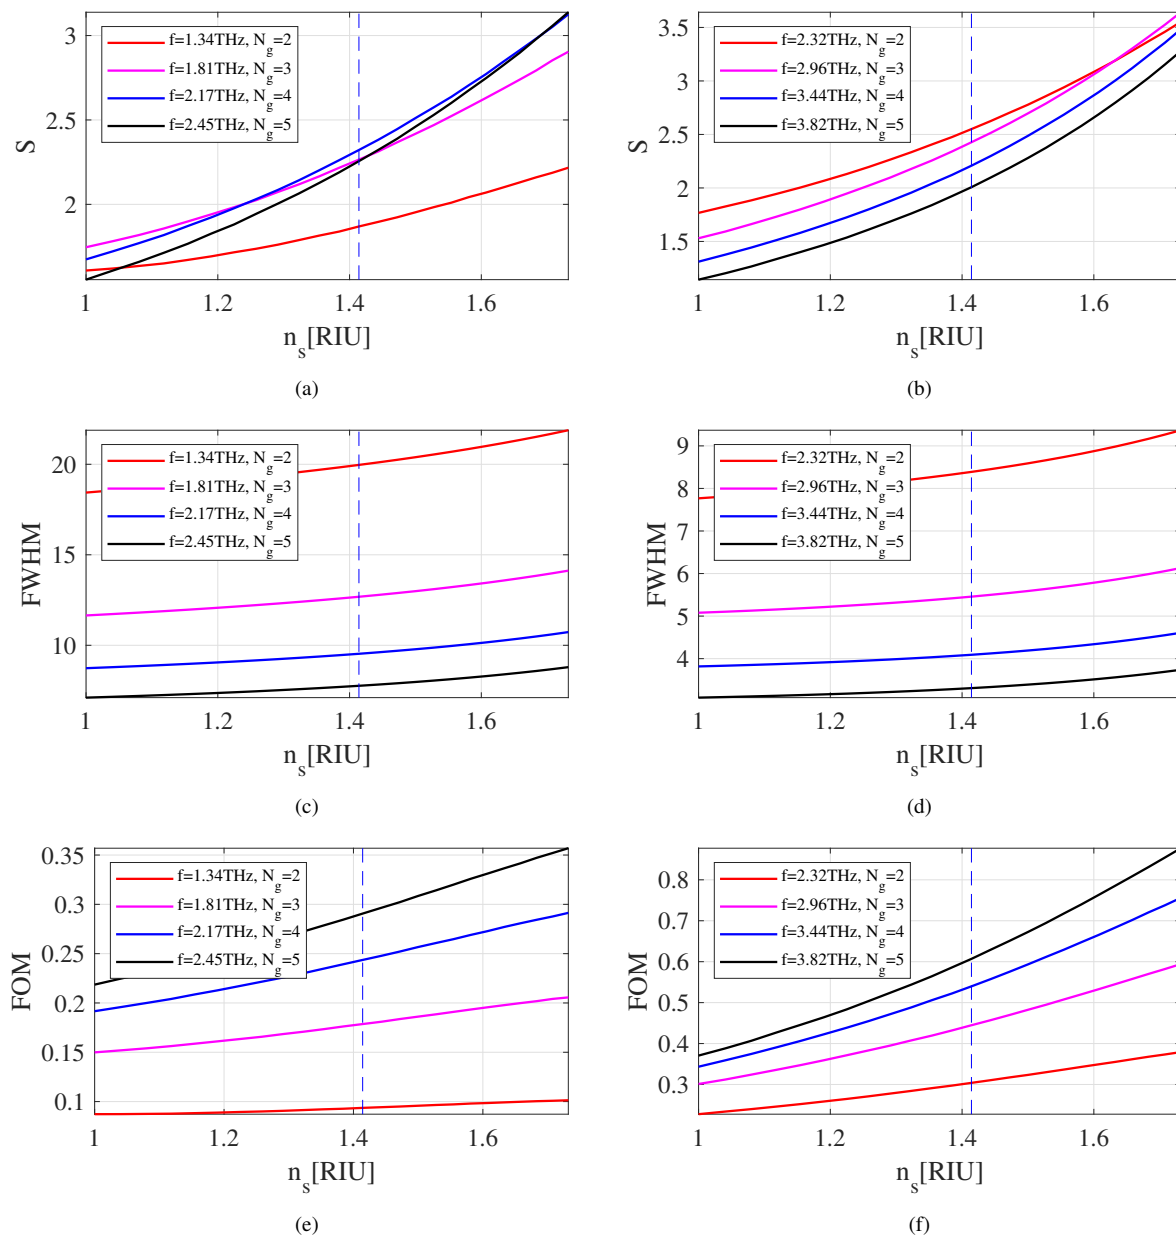 3
2.5
2
S
f=1.34THz, N_g=2
f=1.81THz, N_g=3
f=2.17THz, N_g=4
f=2.45THz, N_g=5
1 1.2 1.4 1.6
n_s[RIU]
(a)
3.5
3
2.5
2
1.5
S
f=2.32THz, N_g=2
f=2.96THz, N_g=3
f=3.44THz, N_g=4
f=3.82THz, N_g=5
1 1.2 1.4 1.6
n_s[RIU]
(b)
20
15
10
FWHM
f=1.34THz, N_g=2
f=1.81THz, N_g=3
f=2.17THz, N_g=4
f=2.45THz, N_g=5
1 1.2 1.4 1.6
n_s[RIU]
(c)
9
8
7
6
5
4
FWHM
f=2.32THz, N_g=2
f=2.96THz, N_g=3
f=3.44THz, N_g=4
f=3.82THz, N_g=5
1 1.2 1.4 1.6
n_s[RIU]
(d)
0.35
0.3
0.25
0.2
0.15
0.1
FOM
f=1.34THz, N_g=2
f=1.81THz, N_g=3
f=2.17THz, N_g=4
f=2.45THz, N_g=5
1 1.2 1.4 1.6
n_s[RIU]
(e)
0.8
0.7
0.6
0.5
0.4
0.3
FOM
f=2.32THz, N_g=2
f=2.96THz, N_g=3
f=3.44THz, N_g=4
f=3.82THz, N_g=5
1 1.2 1.4 1.6
n_s[RIU]
(f)